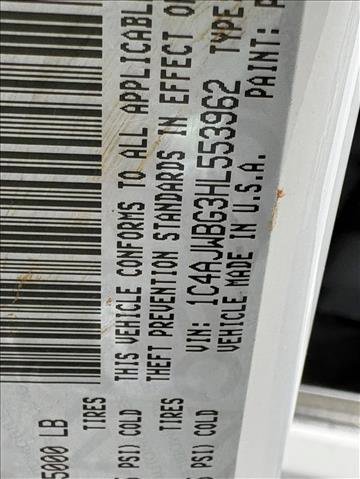 5000 LB
TIRES
THIS VEHICLE CONFORMS TO ALL APPLICABL
PSI) COLD
THEFT PREVENTION STANDARDS IN EFFECT O
TIRES
VIN: 1C4AJWBG3HL553962 TYPE
PSI) COLD
VEHICLE MADE IN U.S.A. PAINT: